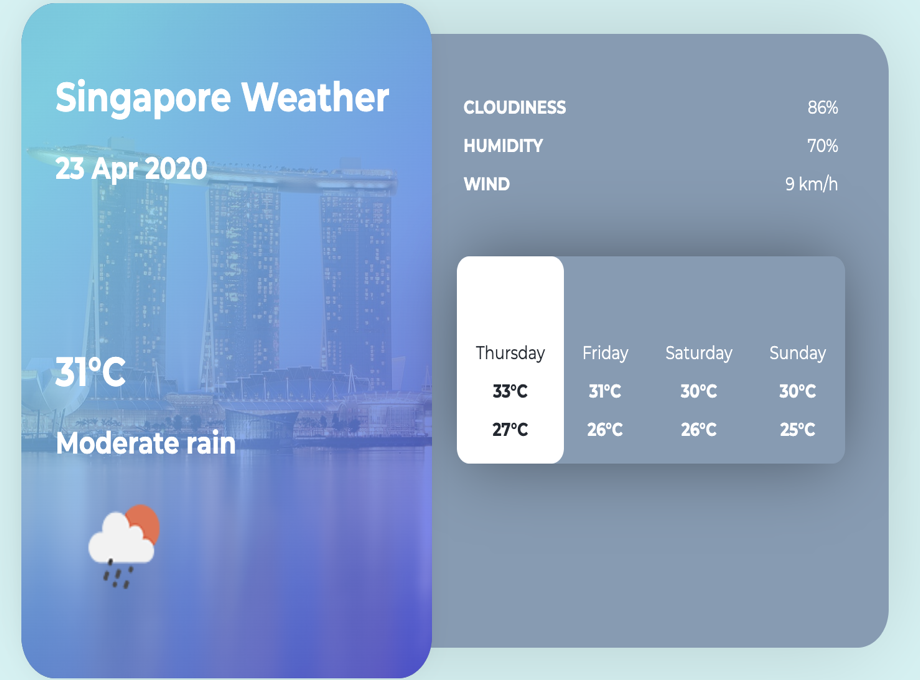 Singapore Weather
23 Apr 2020
31°C
Moderate rain
CLOUDINESS 86%
HUMIDITY 70%
WIND 9 km/h
Thursday Friday Saturday Sunday
33°C 31°C 30°C 30°C
27°C 26°C 26°C 25°C